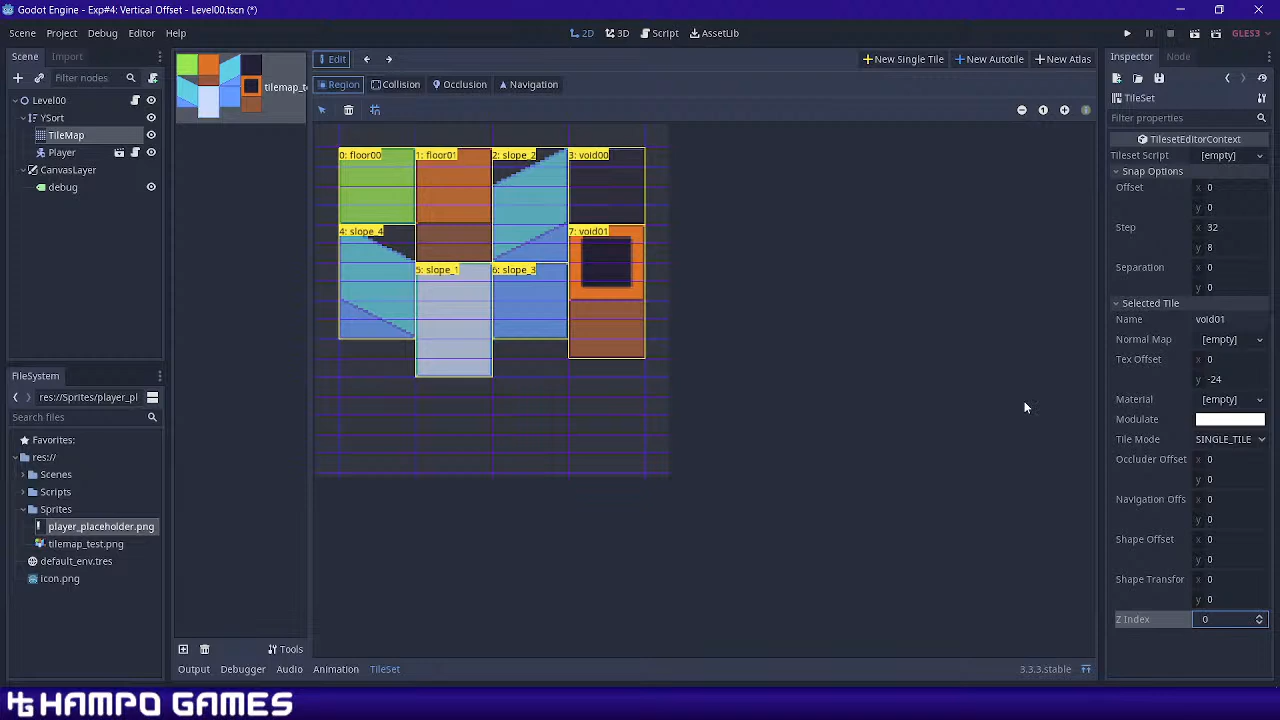 Godot Engine - Exp#4: Vertical Offset - Level00.tscn (*)
Scene Project Debug Editor Help
2D 3D Script AssetLib
GLES3
Scene Import
Filter nodes
Level00
YSort
TileMap
Player
CanvasLayer
debug
FileSystem
res://Sprites/player_pl
Search files
Favorites:
res://
Scenes
Scripts
Sprites
player_placeholder.png
tilemap_test.png
default_env.tres
icon.png
tilemap_t
Tools
Edit
New Single Tile New Autotile New Atlas
Region Collision Occlusion Navigation
0: floor00 1: floor01 2: slope_2 3: void00
4: slope_4 7: void01
5: slope_1 6: slope_3
Output Debugger Audio Animation TileSet
3.3.3.stable
Inspector Node
TileSet
Filter properties
TilesetEditorContext
Tileset Script [empty]
Snap Options
Offset x 0
y 0
Step x 32
y 8
Separation x 0
y 0
Selected Tile
Name void01
Normal Map [empty]
Tex Offset x 0
y -24
Material [empty]
Modulate
Tile Mode SINGLE_TILE
Occluder Offset x 0
y 0
Navigation Offs x 0
y 0
Shape Offset x 0
y 0
Shape Transfor x 0
y 0
Z Index 0
HAMPO GAMES